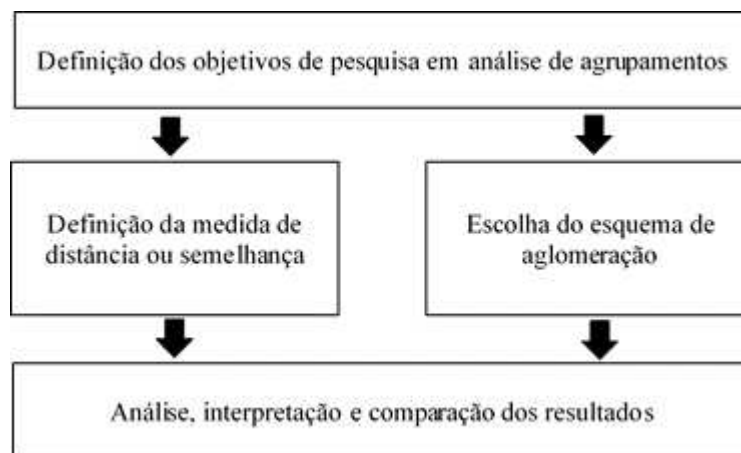 Definição dos objetivos de pesquisa em análise de agrupamentos
Definição da medida de
distância ou semelhança
Escolha do esquema de
aglomeração
Análise, interpretação e comparação dos resultados